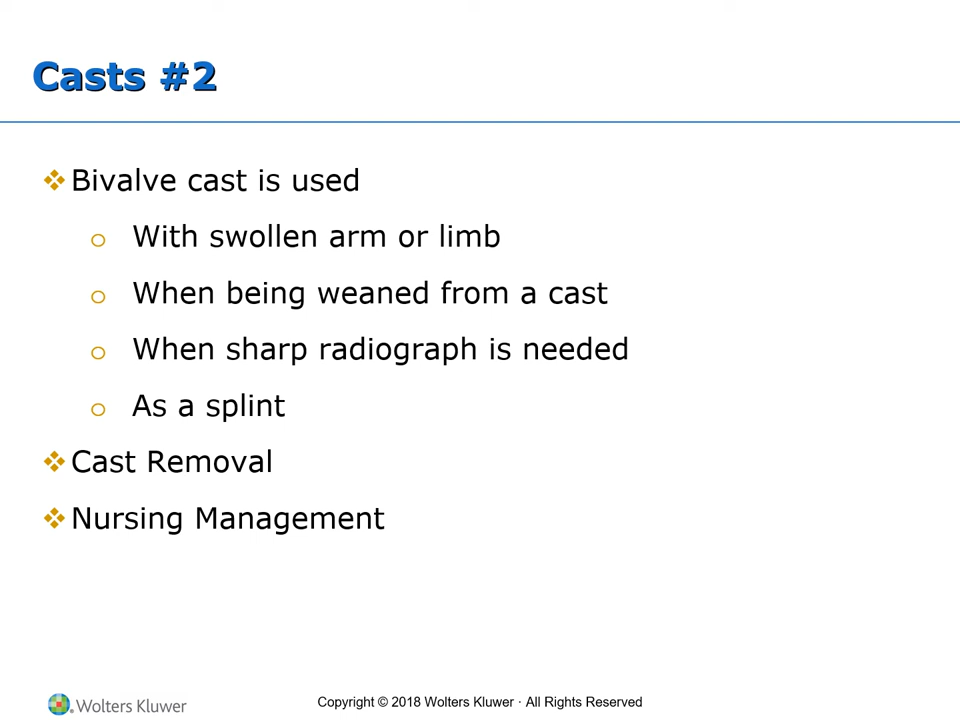 Casts #2
Bivalve cast is used
With swollen arm or limb
When being weaned from a cast
When sharp radiograph is needed
As a splint
Cast Removal
Nursing Management
Wolters Kluwer
Copyright © 2018 Wolters Kluwer · All Rights Reserved